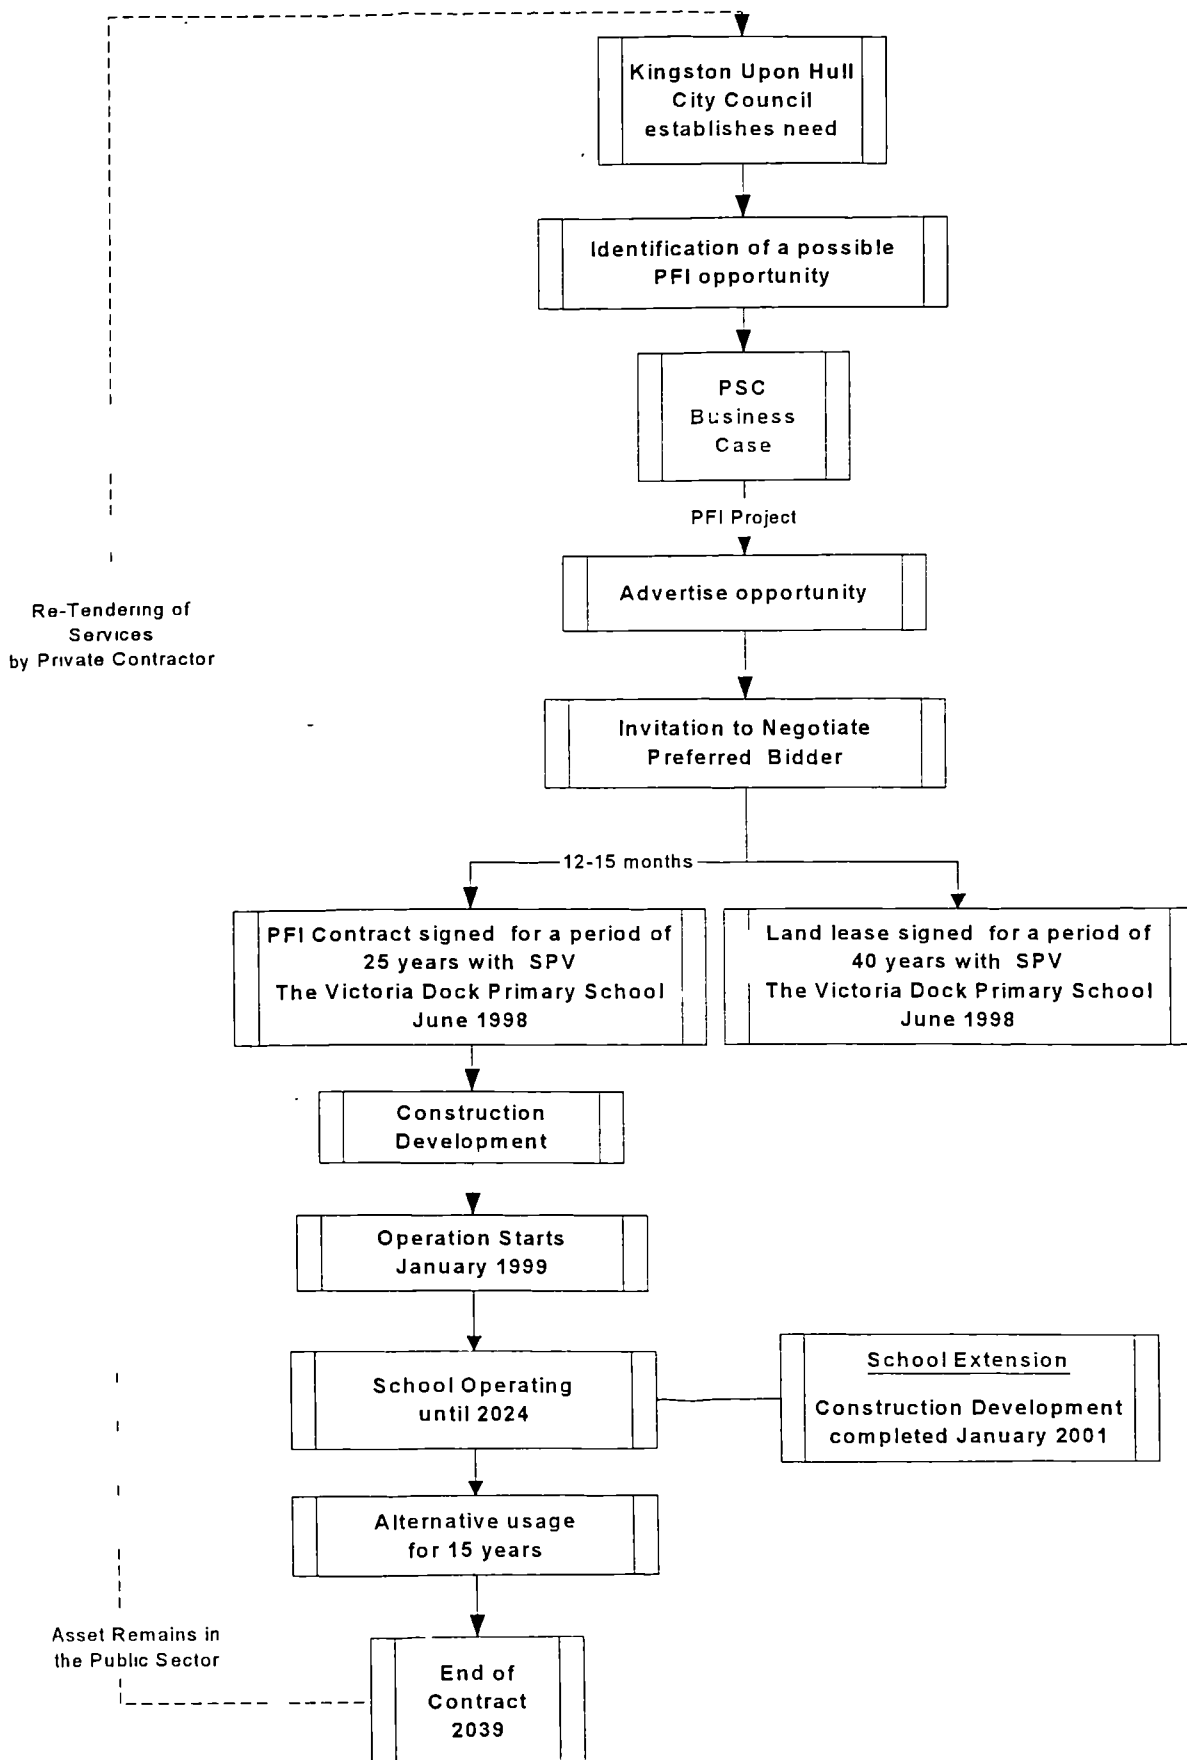 Kingston Upon Hull
City Council
establishes need
Identification of a possible
PFI opportunity
PSC
Business
Case
PFI Project
Advertise opportunity
Re-Tendering of
Services
by Private Contractor
Invitation to Negotiate
Preferred Bidder
12-15 months
PFI Contract signed for a period of
25 years with SPV
The Victoria Dock Primary School
June 1998
Land lease signed for a period of
40 years with SPV
The Victoria Dock Primary School
June 1998
Construction
Development
Operation Starts
January 1999
School Operating
until 2024
School Extension
Construction Development
completed January 2001
Alternative usage
for 15 years
Asset Remains in
the Public Sector
End of
Contract
2039